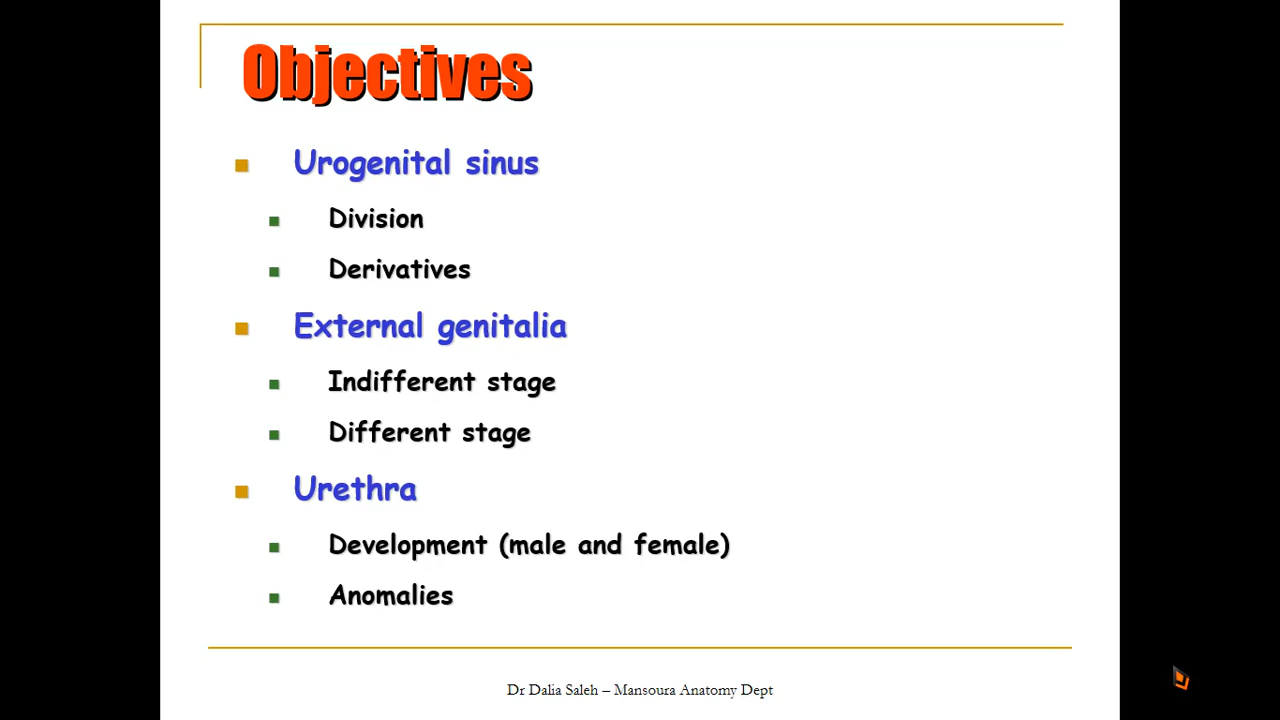 Objectives
Urogenital sinus
Division
Derivatives
External genitalia
Indifferent stage
Different stage
Urethra
Development (male and female)
Anomalies
Dr Dalia Saleh – Mansoura Anatomy Dept